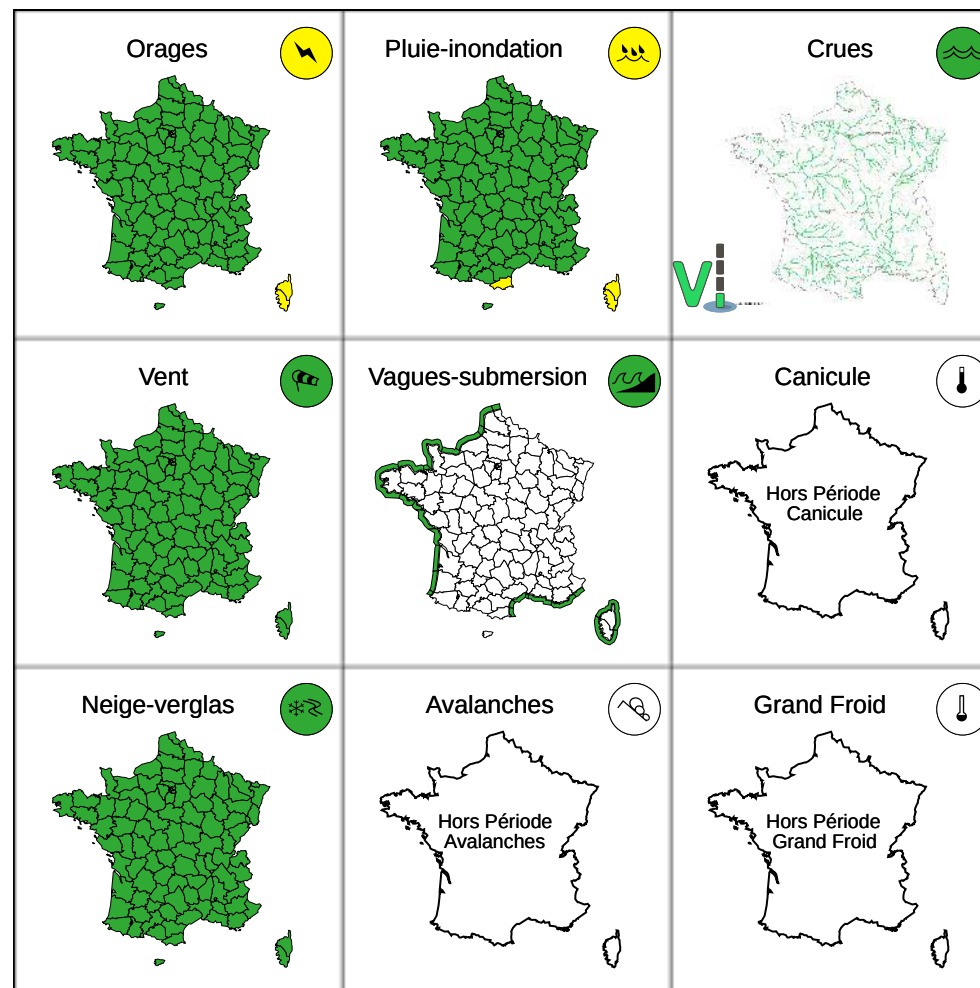 Orages
Pluie-inondation
Crues
Vent
Vagues-submersion
Canicule
Hors Période
Canicule
Neige-verglas
Avalanches
Grand Froid
Hors Période
Avalanches
Hors Période
Grand Froid